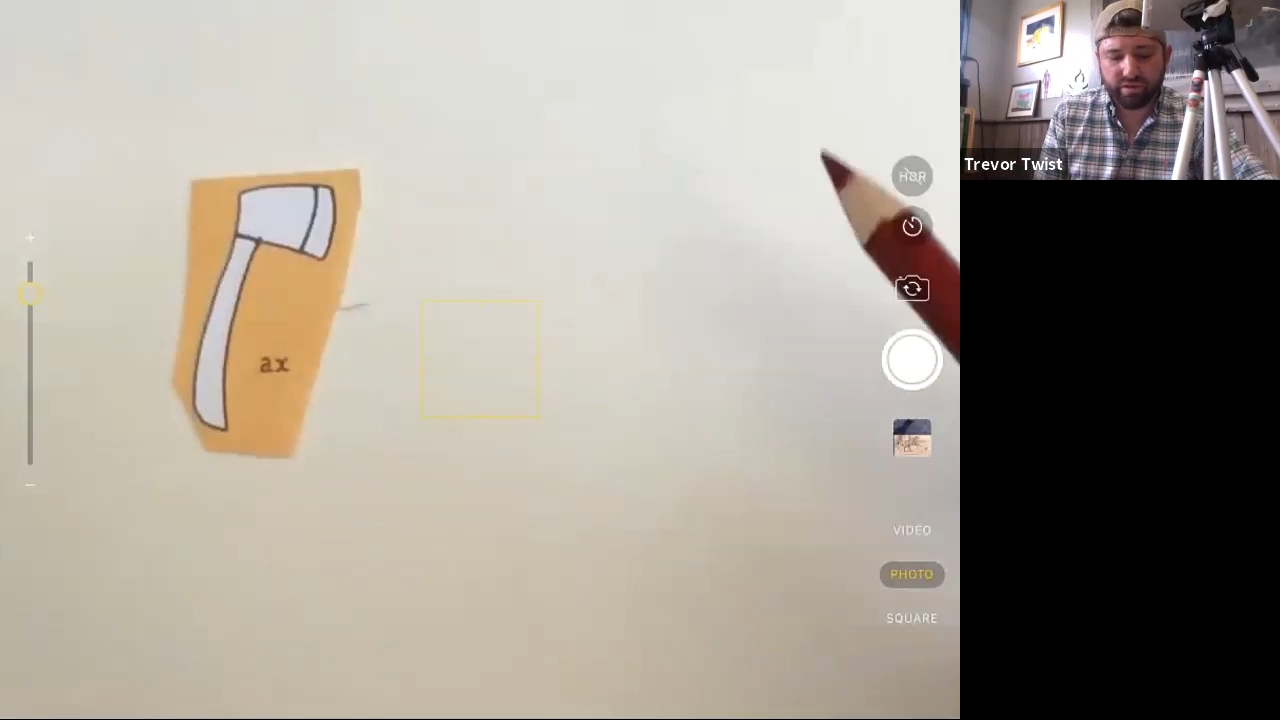 Trevor Twist
HDR
ax
VIDEO
PHOTO
SQUARE